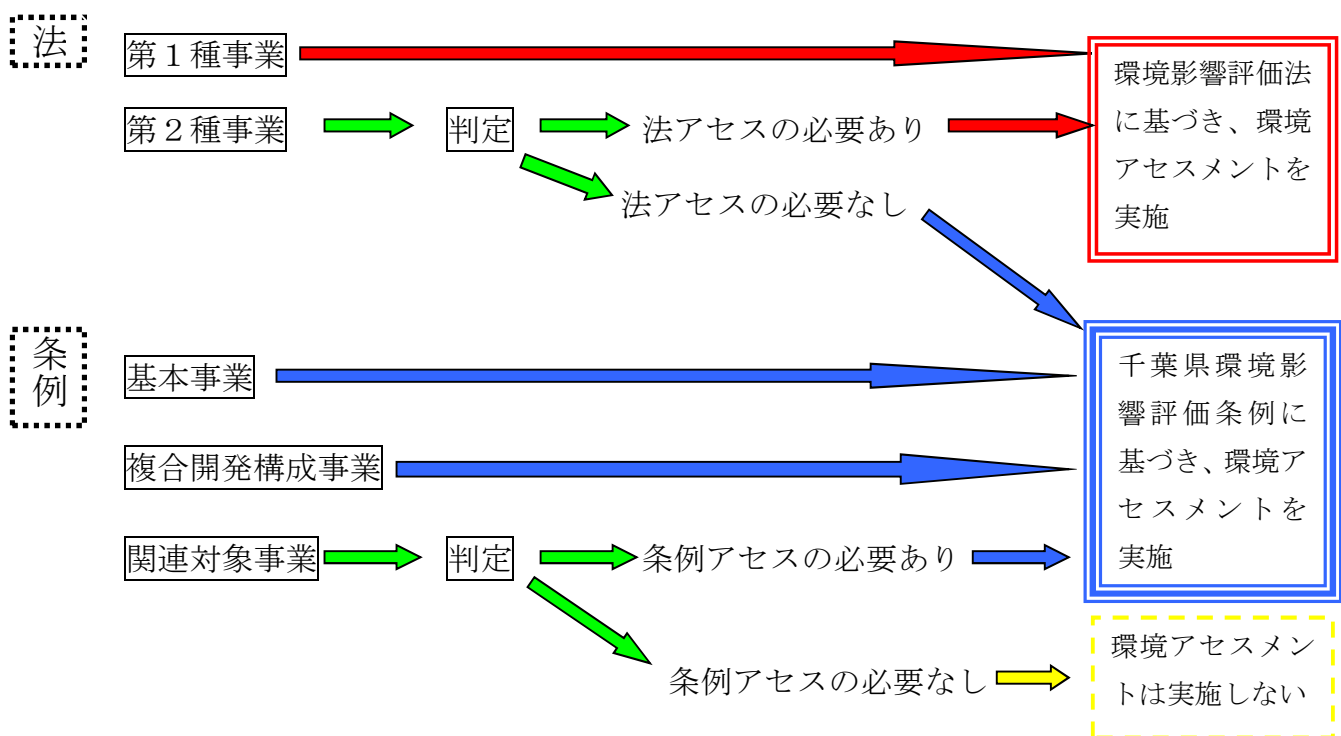 法
第１種事業
環境影響評価法
に基づき、環境
アセスメントを
実施
第２種事業
判定
法アセスの必要あり
法アセスの必要なし
条
例
基本事業
複合開発構成事業
千葉県環境影
響評価条例に
基づき、環境ア
セスメントを
実施
関連対象事業
判定
条例アセスの必要あり
条例アセスの必要なし
環境アセスメン
トは実施しない